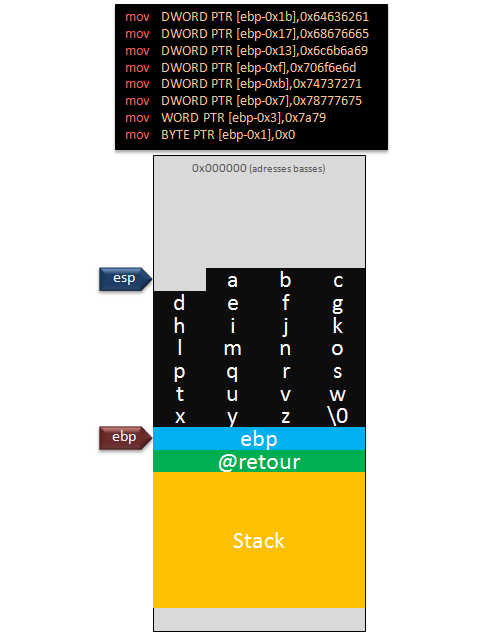 mov DWORD PTR [ebp-0x1b],0x64636261
mov DWORD PTR [ebp-0x17],0x68676665
mov DWORD PTR [ebp-0x13],0x6c6b6a69
mov DWORD PTR [ebp-0xf],0x706f6e6d
mov DWORD PTR [ebp-0xb],0x74737271
mov DWORD PTR [ebp-0x7],0x78777675
mov WORD PTR [ebp-0x3],0x7a79
mov BYTE PTR [ebp-0x1],0x0
0x000000 (adresses basses)
esp
a b c
d e f g
h i j k
l m n o
p q r s
t u v w
x y z \0
ebp
ebp
@retour
Stack